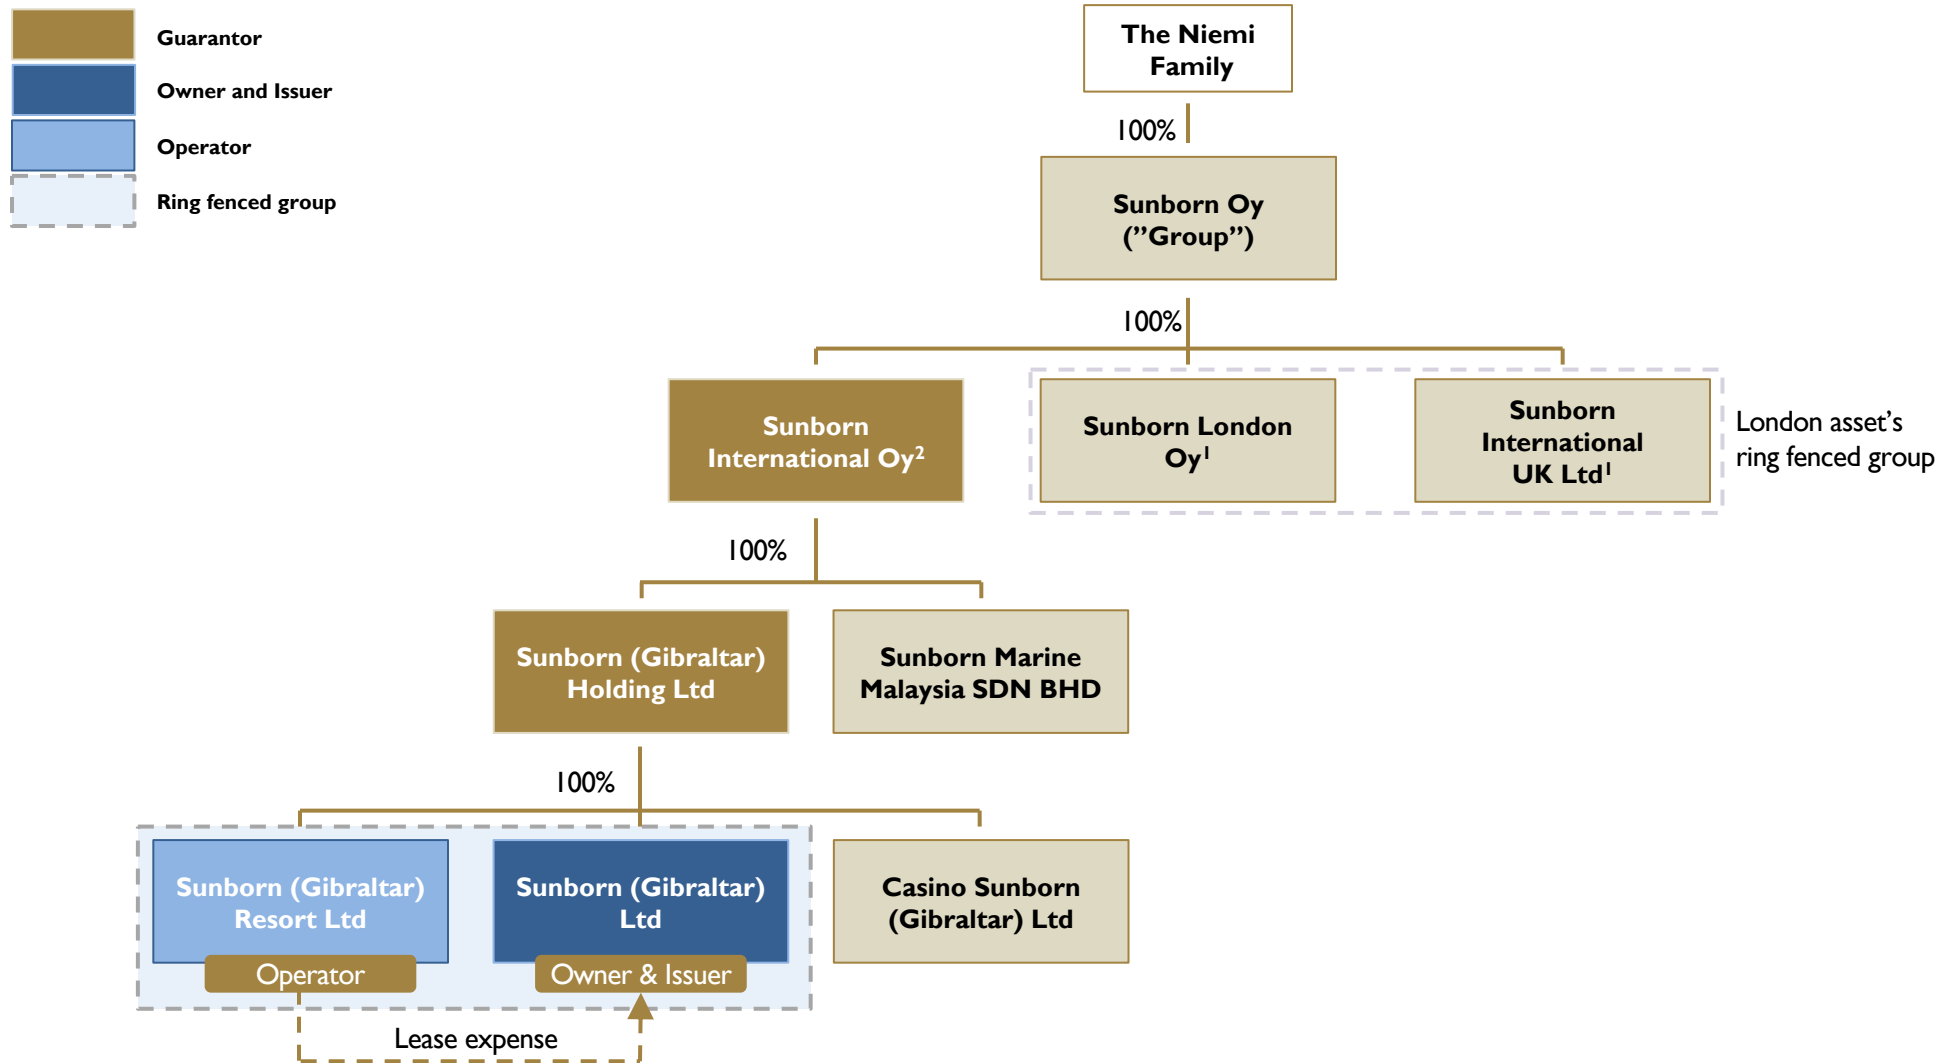 Guarantor
Owner and Issuer
Operator
Ring fenced group
The Niemi
Family
100%
Sunborn Oy
(”Group”)
100%
Sunborn
International Oy²
Sunborn London
Oy¹
Sunborn
International
UK Ltd¹
London asset’s
ring fenced group
100%
Sunborn (Gibraltar)
Holding Ltd
Sunborn Marine
Malaysia SDN BHD
100%
Sunborn (Gibraltar)
Resort Ltd
Sunborn (Gibraltar)
Ltd
Casino Sunborn
(Gibraltar) Ltd
Operator
Owner & Issuer
Lease expense